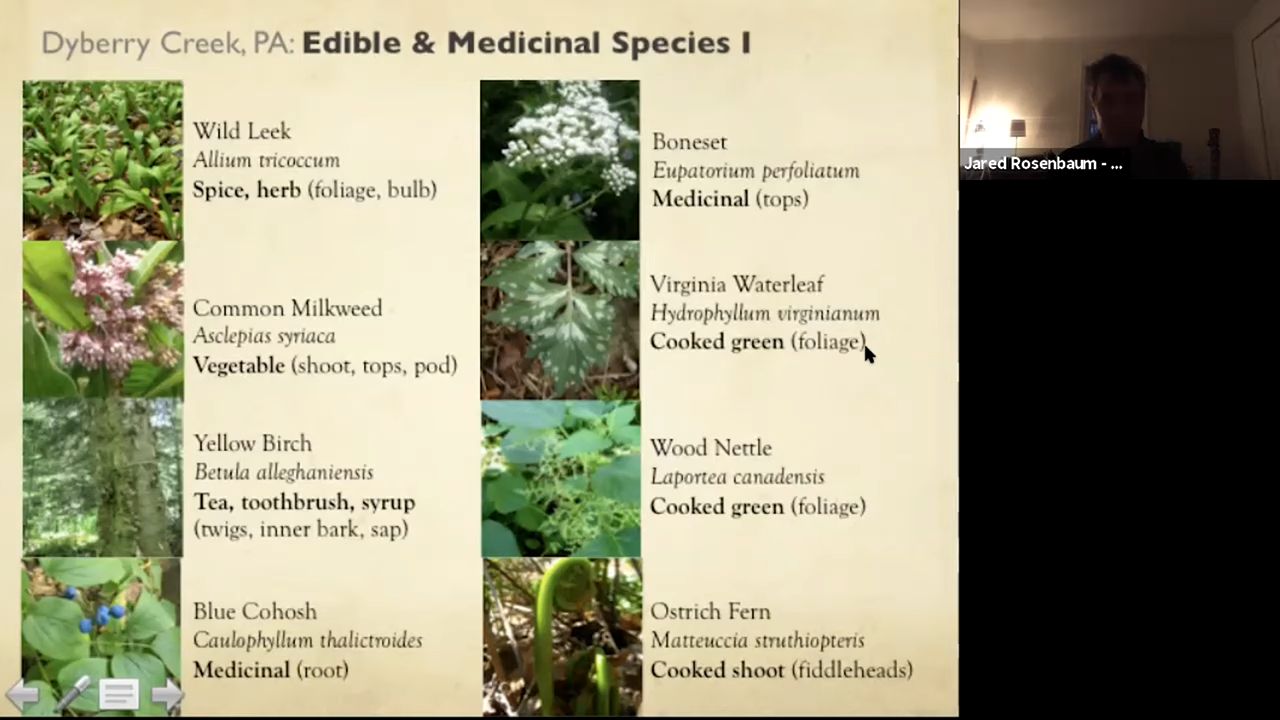 Dyberry Creek, PA: Edible & Medicinal Species I
Wild Leek
Allium tricoccum
Spice, herb (foliage, bulb)
Common Milkweed
Asclepias syriaca
Vegetable (shoot, tops, pod)
Yellow Birch
Betula alleghaniensis
Tea, toothbrush, syrup
(twigs, inner bark, sap)
Blue Cohosh
Caulophyllum thalictroides
Medicinal (root)
Boneset
Eupatorium perfoliatum
Medicinal (tops)
Virginia Waterleaf
Hydrophyllum virginianum
Cooked green (foliage)
Wood Nettle
Laportea canadensis
Cooked green (foliage)
Ostrich Fern
Matteuccia struthiopteris
Cooked shoot (fiddleheads)
Jared Rosenbaum - ...